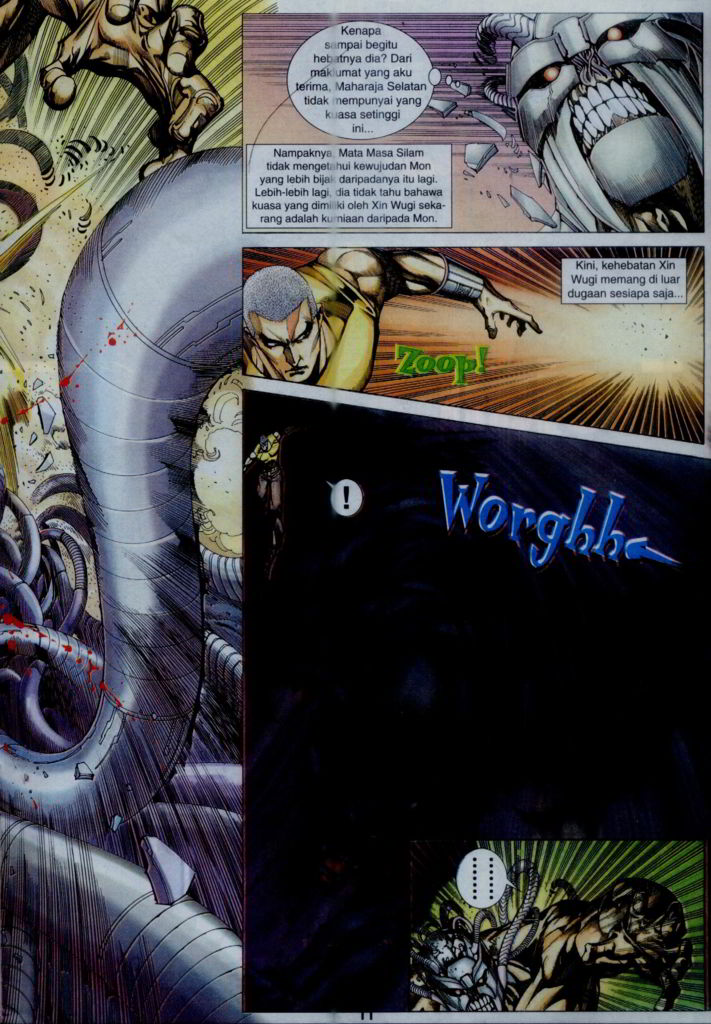 Kenapa
sampai begitu
hebatnya dia? Dari
maklumat yang aku
terima, Maharaja Selatan
tidak mempunyai yang
kuasa setinggi
ini...
Nampaknya, Mata Masa Silam
tidak mengetahui kewujudan Mon
yang lebih bijak daripadanya itu lagi.
Lebih-lebih lagi, dia tidak tahu bahawa
kuasa yang dimiliki oleh Xin Wugi seka-
rang adalah kurniaan daripada Mon.
Kini, kehebatan Xin
Wugi memang di luar
dugaan sesiapa saja...
Zoop!
!
Worghh